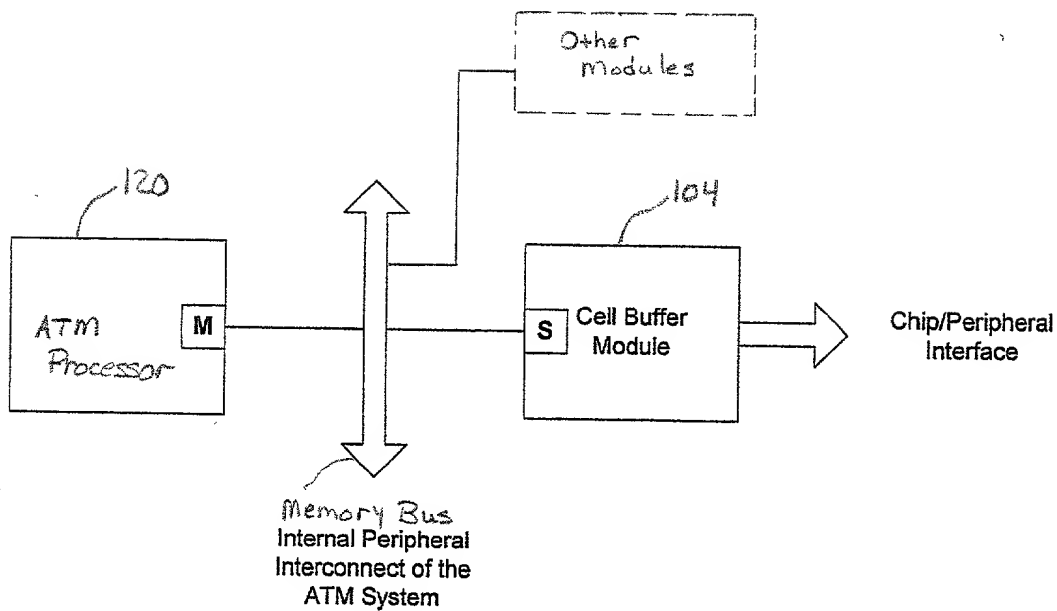 Other
Modules
120
104
ATM
Processor
M
S
Cell Buffer
Module
Chip/Peripheral
Interface
Memory Bus
Internal Peripheral
Interconnect of the
ATM System